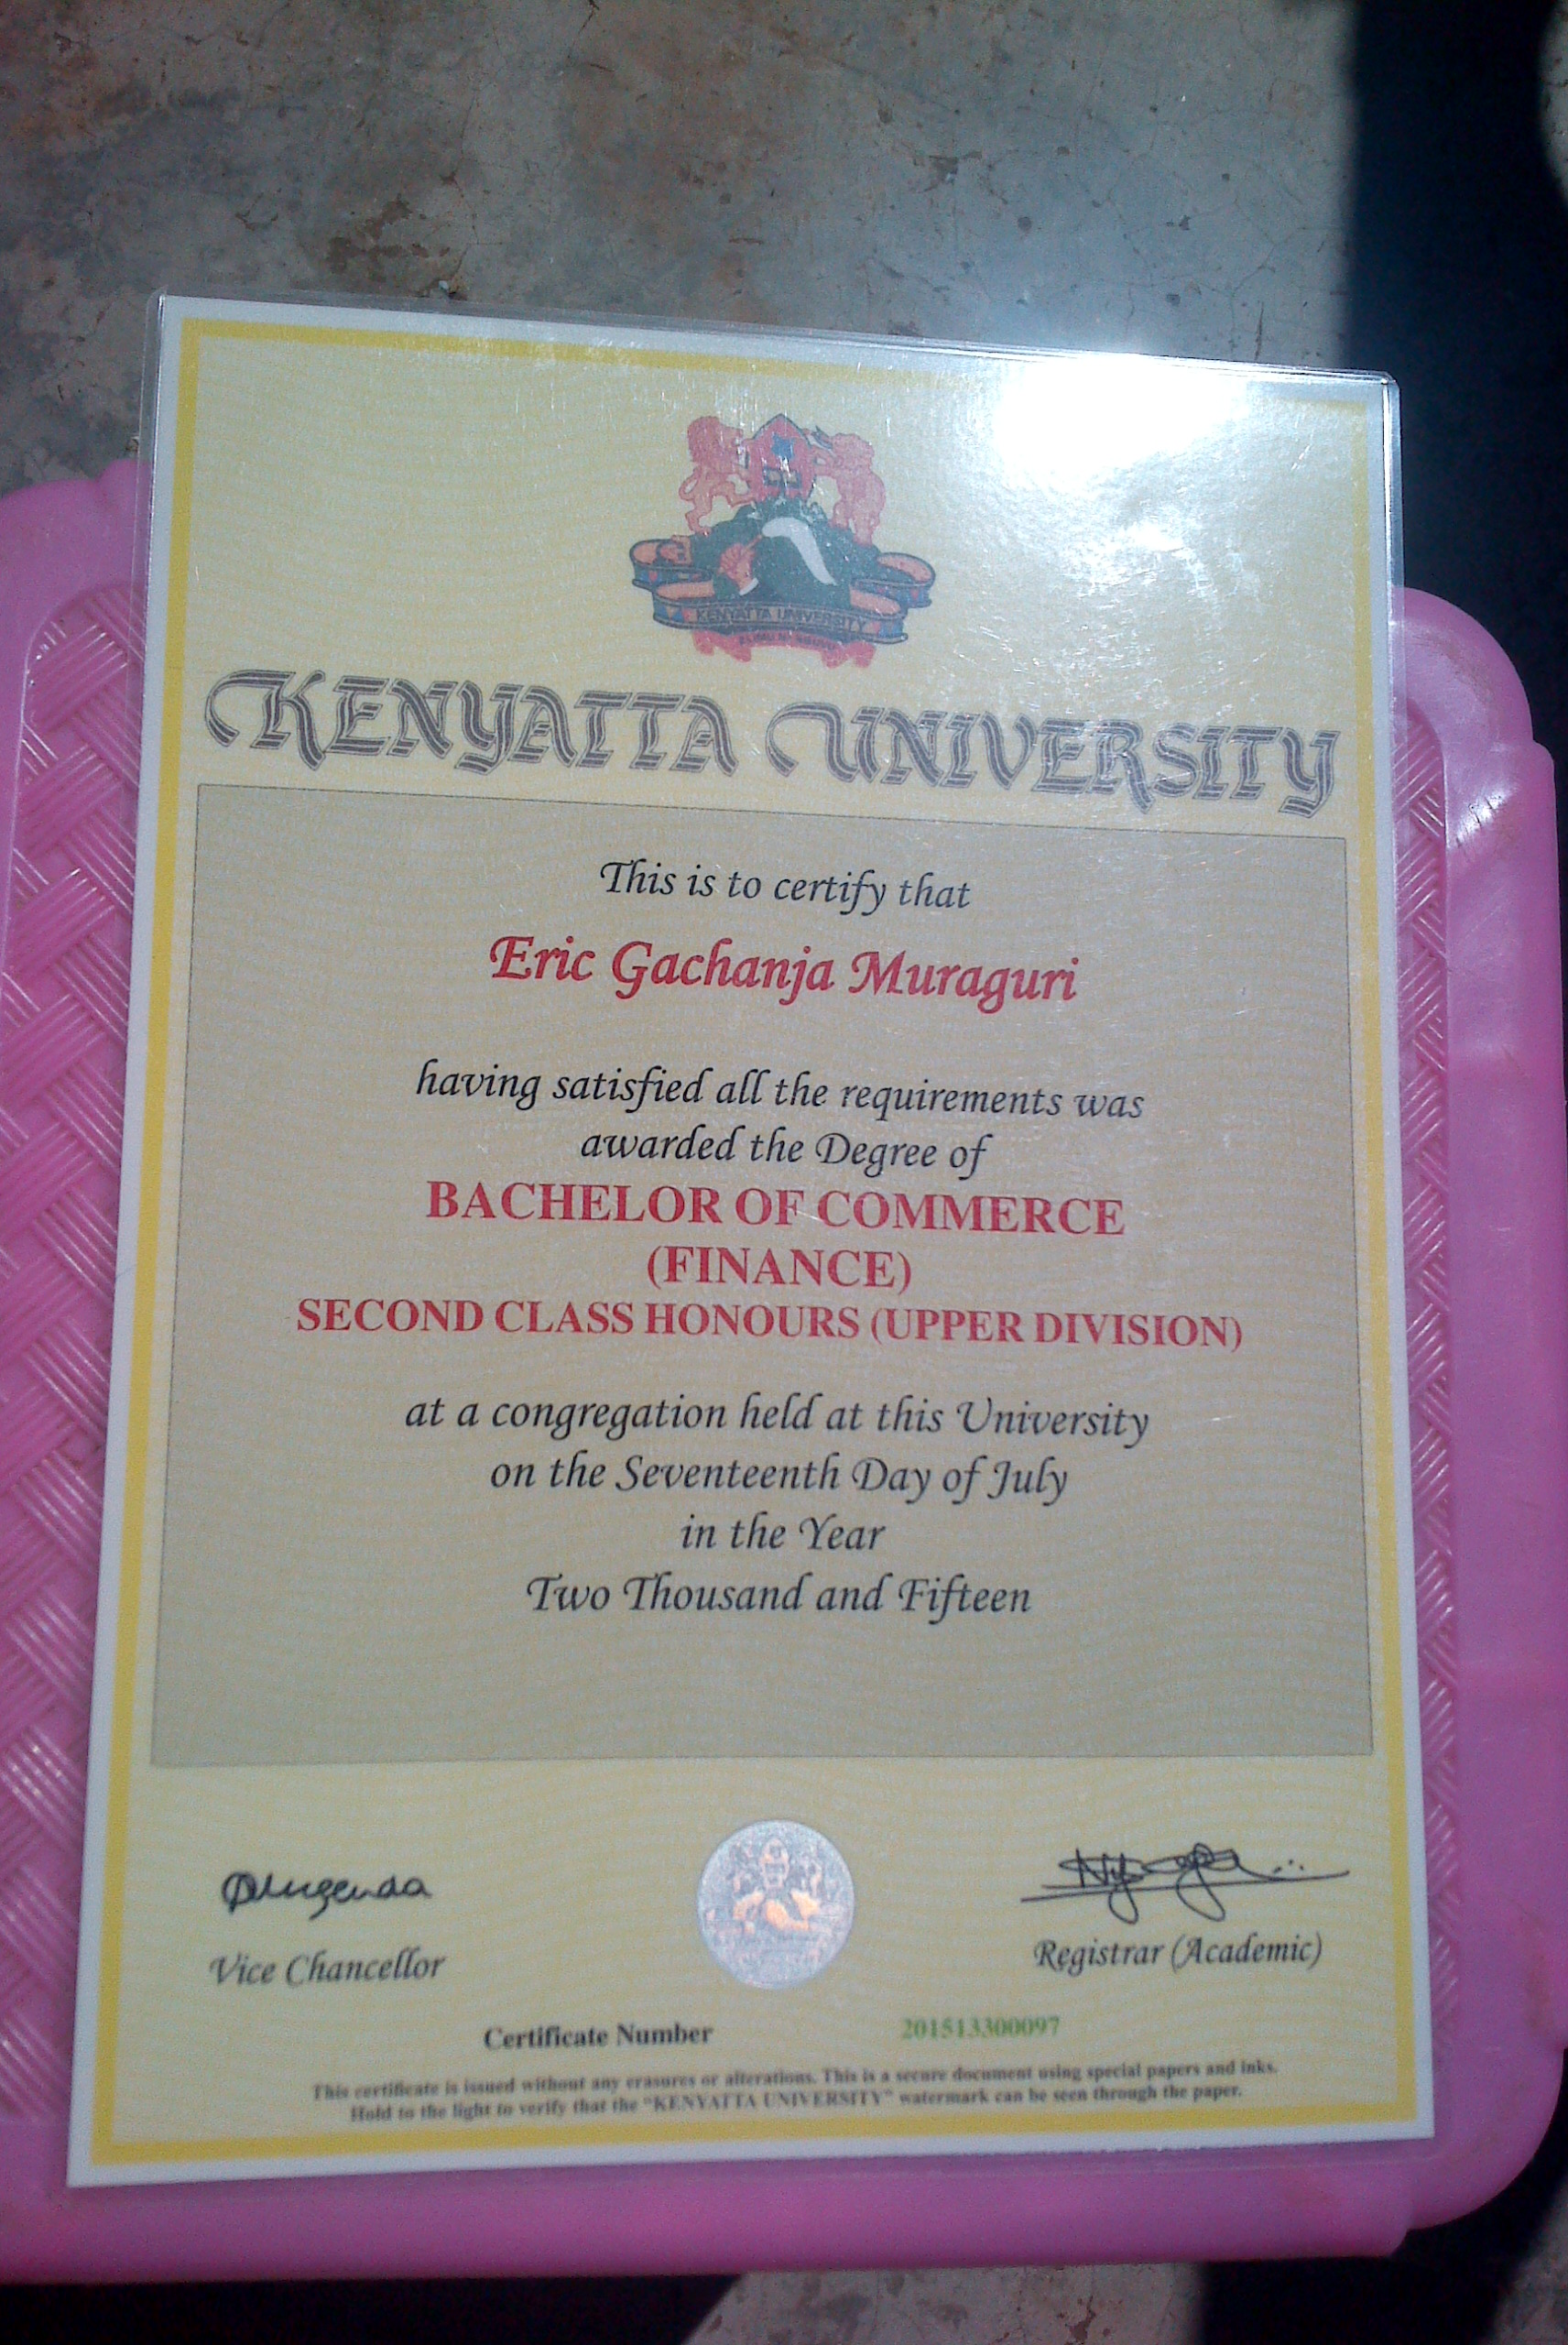 KENYATTA UNIVERSITY
KENYATTA UNIVERSITY
This is to certify that
Eric Gachanja Muraguri
having satisfied all the requirements was
awarded the Degree of
BACHELOR OF COMMERCE
(FINANCE)
SECOND CLASS HONOURS (UPPER DIVISION)
at a congregation held at this University
on the Seventeenth Day of July
in the Year
Two Thousand and Fifteen
Vice Chancellor
Registrar (Academic)
Certificate Number 201513300097
This certificate is issued without any erasures or alterations. This is a secure document using special papers and inks.
Hold to the light to verify that the "KENYATTA UNIVERSITY" watermark can be seen through the paper.